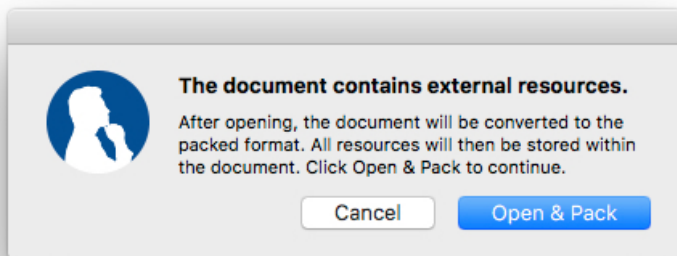 The document contains external resources.
After opening, the document will be converted to the
packed format. All resources will then be stored within
the document. Click Open & Pack to continue.
Cancel
Open & Pack